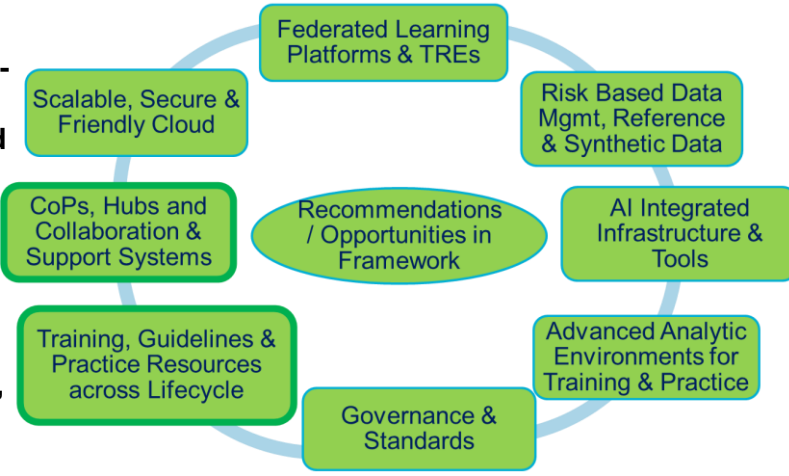 Federated Learning
Platforms & TREs
-
Scalable, Secure &
Friendly Cloud
d
Risk Based Data
Mgmt, Reference
& Synthetic Data
CoPs, Hubs and
Collaboration &
Support Systems
Recommendations
/ Opportunities in
Framework
AI Integrated
Infrastructure &
Tools
Training, Guidelines &
Practice Resources
across Lifecycle
,
Advanced Analytic
Environments for
Training & Practice
Governance &
Standards